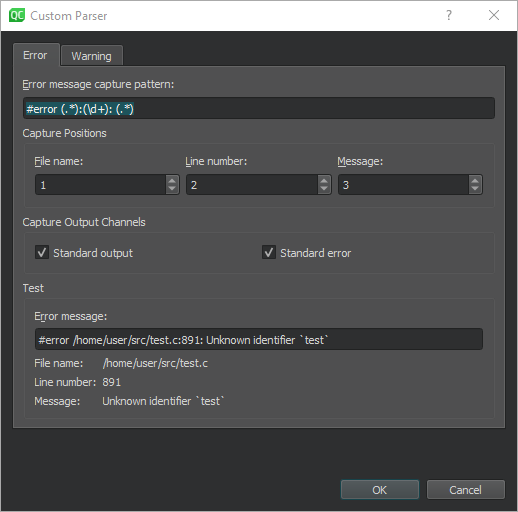 QC Custom Parser ?
Error Warning
Error message capture pattern:
#error (.*):(\d+): (.*)
Capture Positions
File name: Line number: Message:
1 2 3
Capture Output Channels
Standard output Standard error
Test
Error message:
#error /home/user/src/test.c:891: Unknown identifier `test`
File name: /home/user/src/test.c
Line number: 891
Message: Unknown identifier `test`
OK Cancel